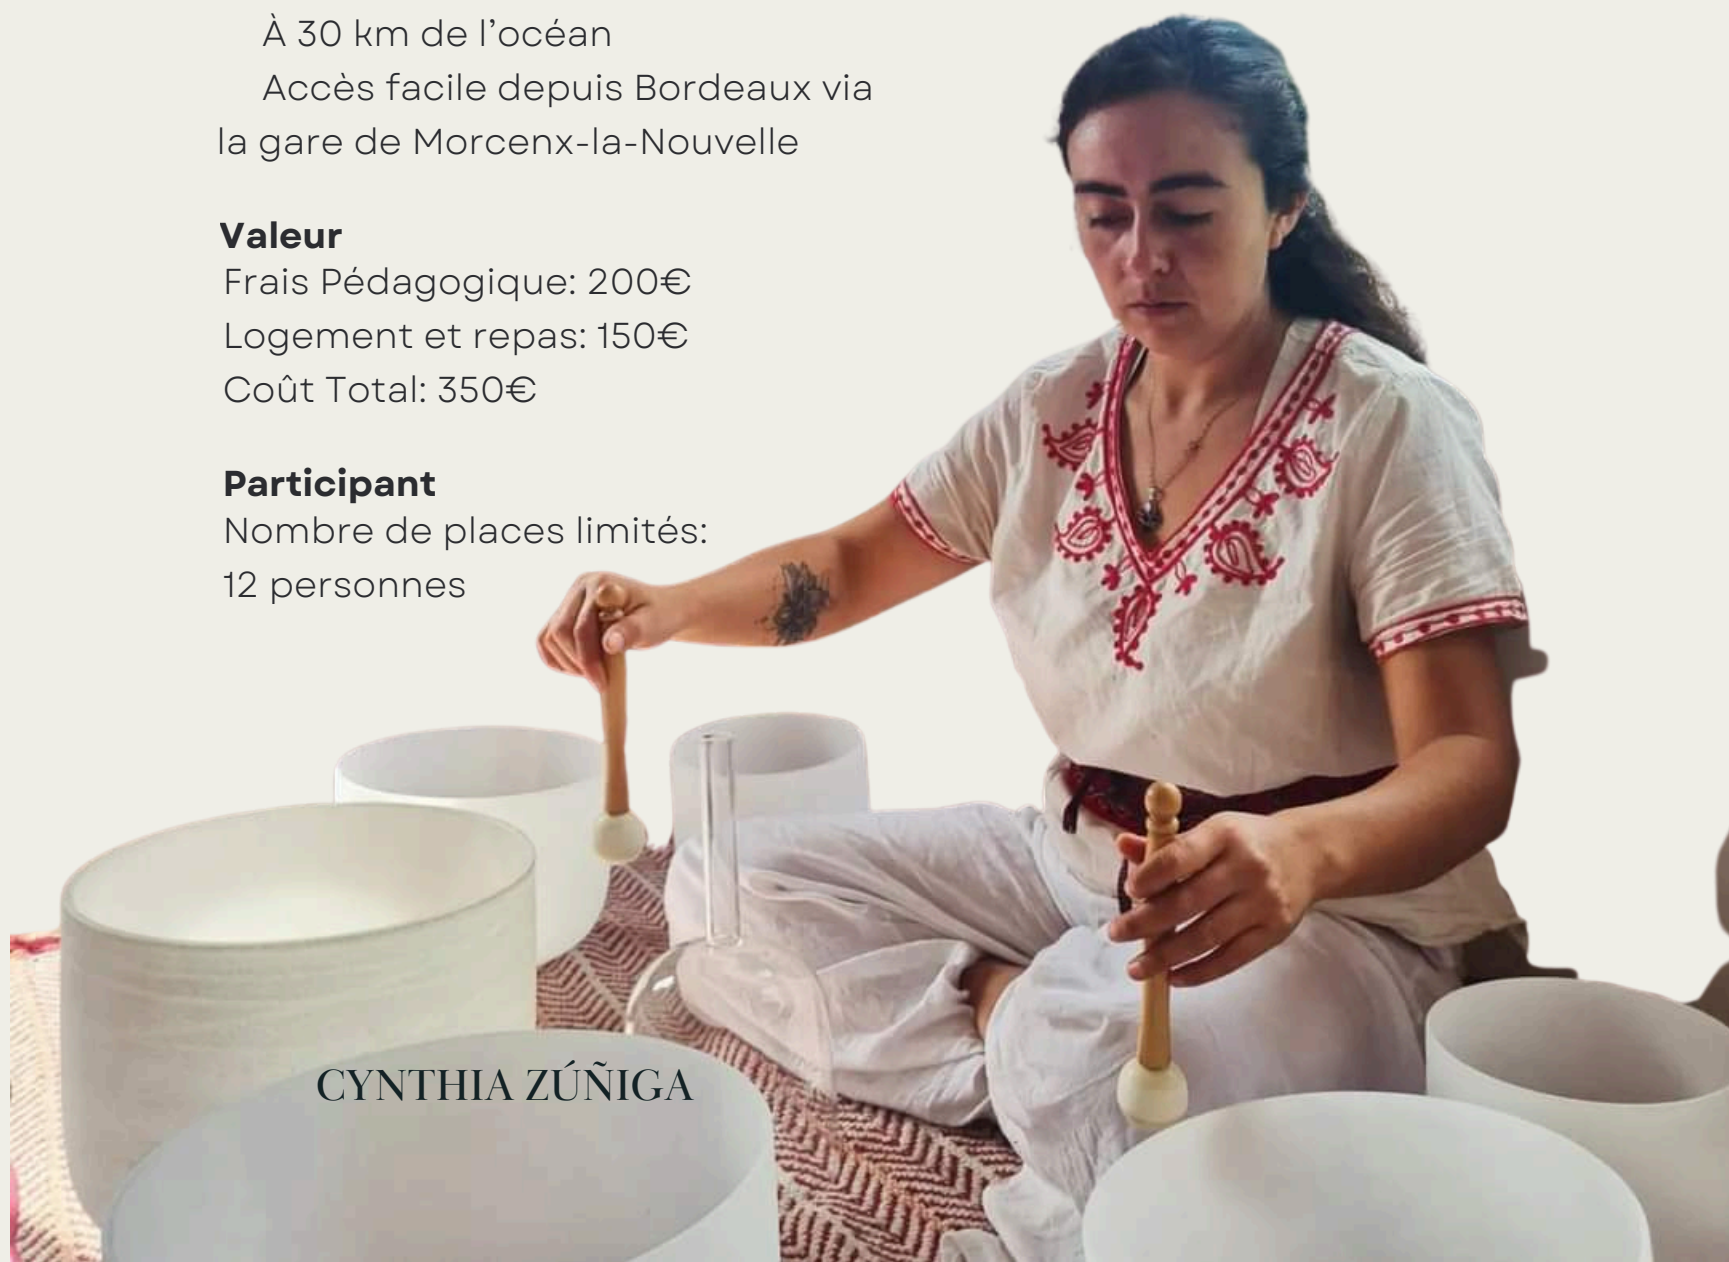 À 30 km de l’océan
Accès facile depuis Bordeaux via
la gare de Morcenx-la-Nouvelle
Valeur
Frais Pédagogique: 200€
Logement et repas: 150€
Coût Total: 350€
Participant
Nombre de places limités:
12 personnes
CYNTHIA ZÚÑIGA